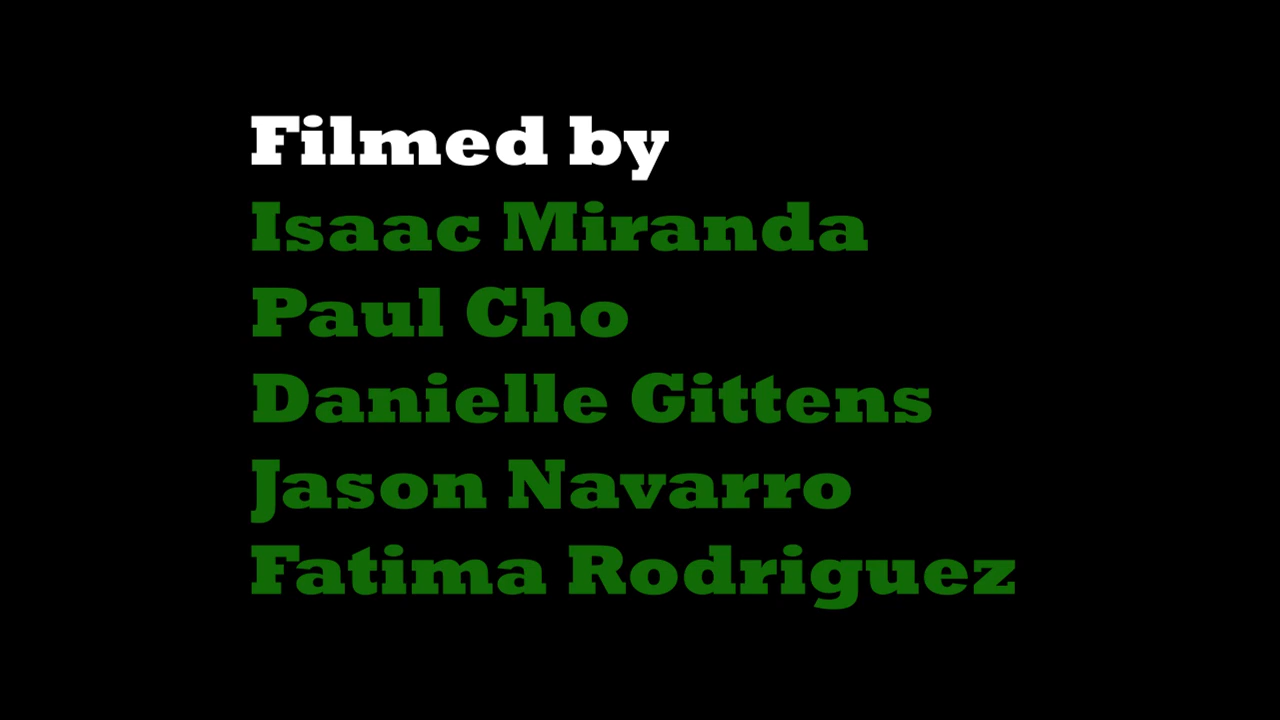 Filmed by
Isaac Miranda
Paul Cho
Danielle Gittens
Jason Navarro
Fatima Rodriguez